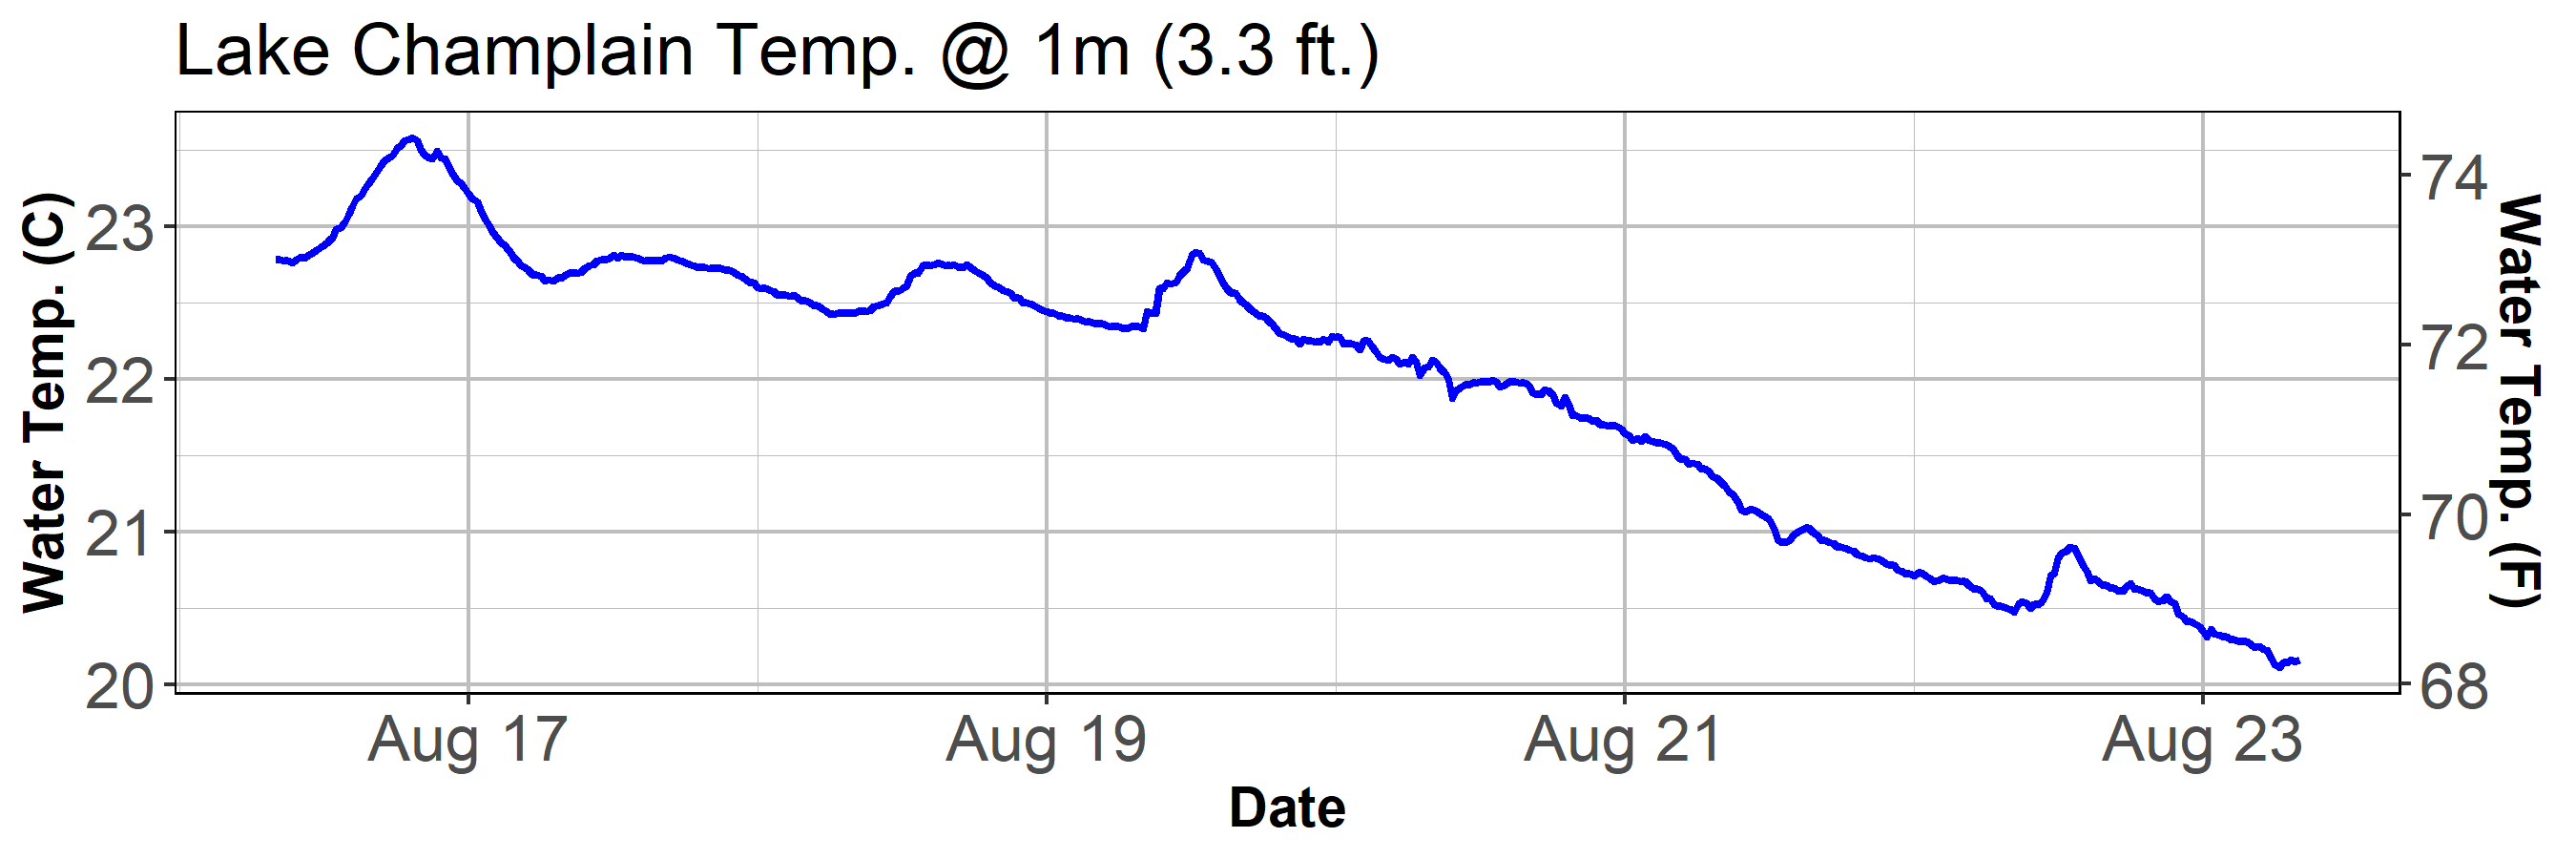 Lake Champlain Temp. @ 1m (3.3 ft.)
Water Temp. (C)
23
22
21
20
74
72
70
68
Water Temp. (F)
Aug 17
Aug 19
Aug 21
Aug 23
Date